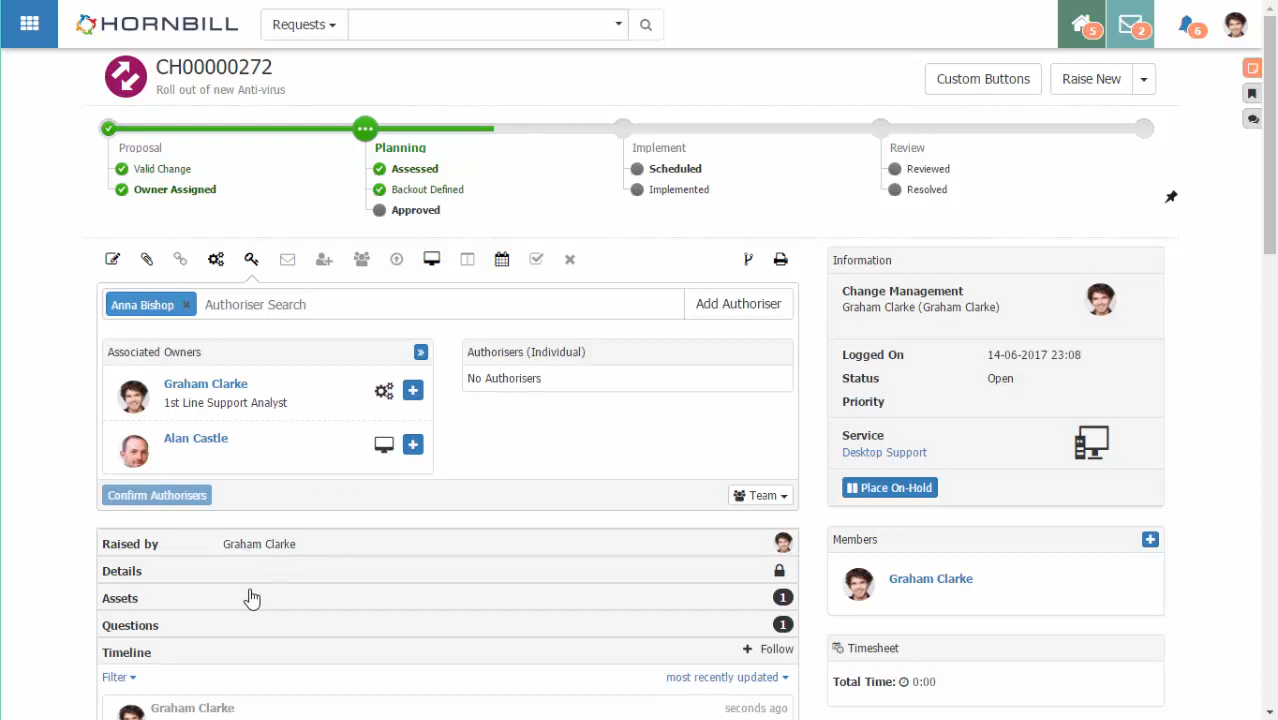 HORNBILL
Requests
5
2
6
CH00000272
Roll out of new Anti-virus
Custom Buttons
Raise New
Proposal
Valid Change
Owner Assigned
Planning
Assessed
Backout Defined
Approved
Implement
Scheduled
Implemented
Review
Reviewed
Resolved
Anna Bishop × Authoriser Search
Add Authoriser
Associated Owners
Graham Clarke
1st Line Support Analyst
Alan Castle
Authorisers (Individual)
No Authorisers
Confirm Authorisers
Team
Raised by Graham Clarke
Details
Assets 1
Questions 1
Timeline
Follow
Filter
most recently updated
Graham Clarke
seconds ago
Information
Change Management
Graham Clarke (Graham Clarke)
Logged On 14-06-2017 23:08
Status Open
Priority
Service
Desktop Support
Place On-Hold
Members
Graham Clarke
Timesheet
Total Time: 0:00